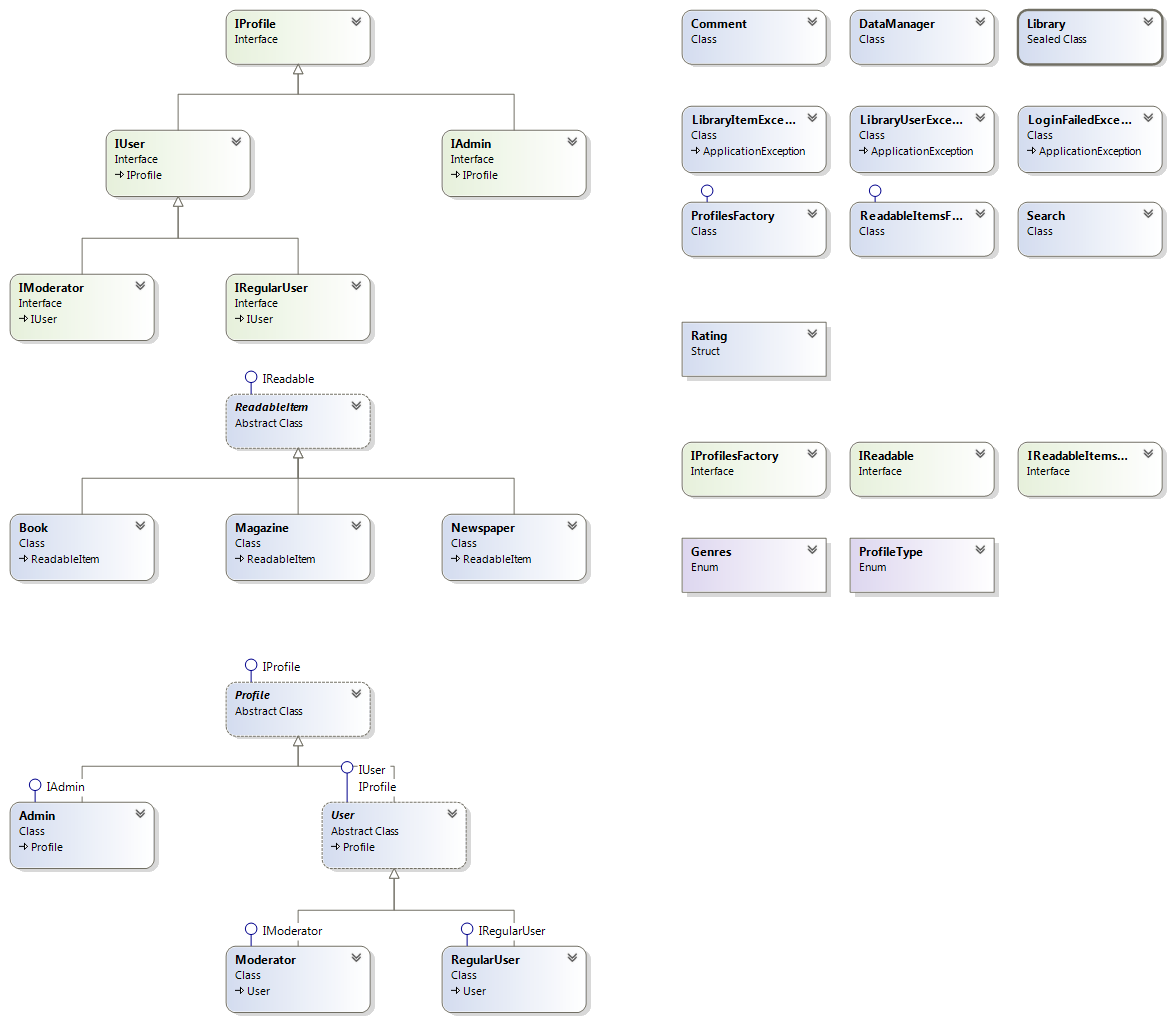 IProfile
Interface
IUser
Interface
IProfile
IAdmin
Interface
IProfile
IModerator
Interface
IUser
IRegularUser
Interface
IUser
IReadable
ReadableItem
Abstract Class
Book
Class
ReadableItem
Magazine
Class
ReadableItem
Newspaper
Class
ReadableItem
IProfile
Profile
Abstract Class
IAdmin
Admin
Class
Profile
IUser
IProfile
User
Abstract Class
Profile
IModerator
Moderator
Class
User
IRegularUser
RegularUser
Class
User
Comment
Class
DataManager
Class
Library
Sealed Class
LibraryItemExce...
Class
ApplicationException
LibraryUserExce...
Class
ApplicationException
LoginFailedExce...
Class
ApplicationException
ProfilesFactory
Class
ReadableItemsF...
Class
Search
Class
Rating
Struct
IProfilesFactory
Interface
IReadable
Interface
IReadableItems...
Interface
Genres
Enum
ProfileType
Enum